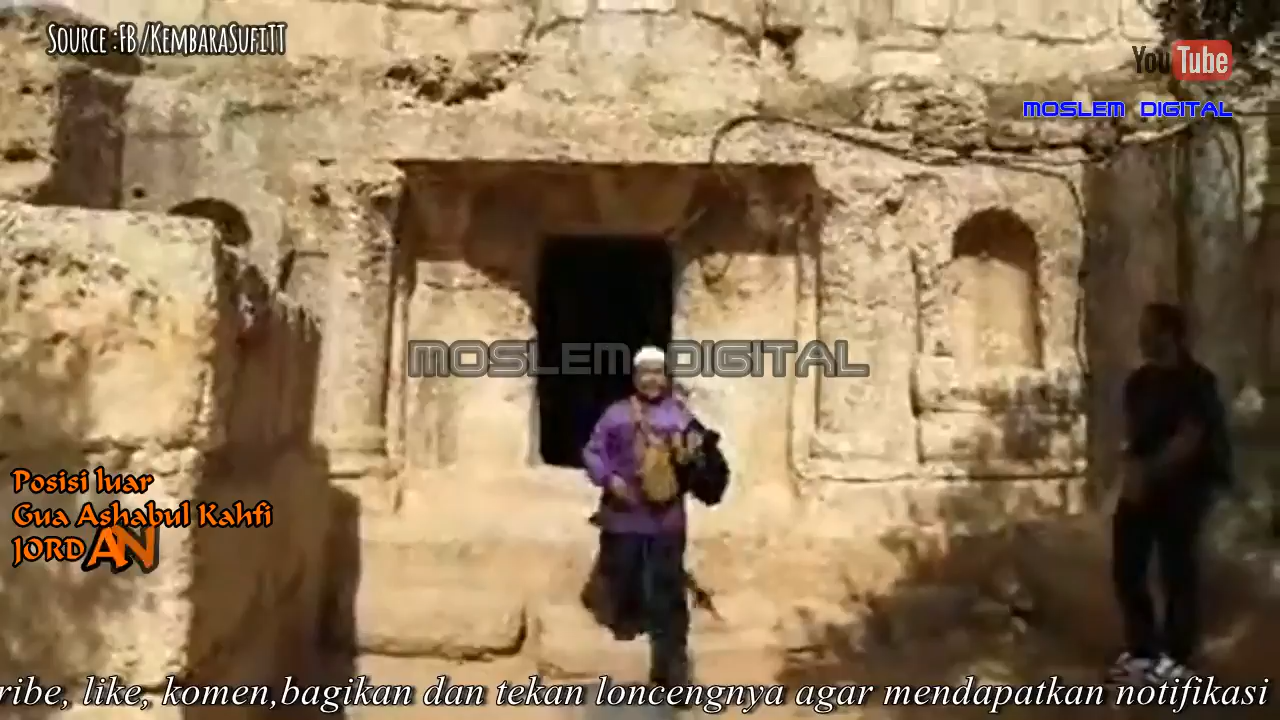 Source :FB/KembaraSufiTT
YouTube
MOSLEM DIGITAL
MOSLEM DIGITAL
Posisi luar
Gua Ashabul Kahfi
JORDAN
ribe, like, komen,bagikan dan tekan loncengnya agar mendapatkan notifikasi